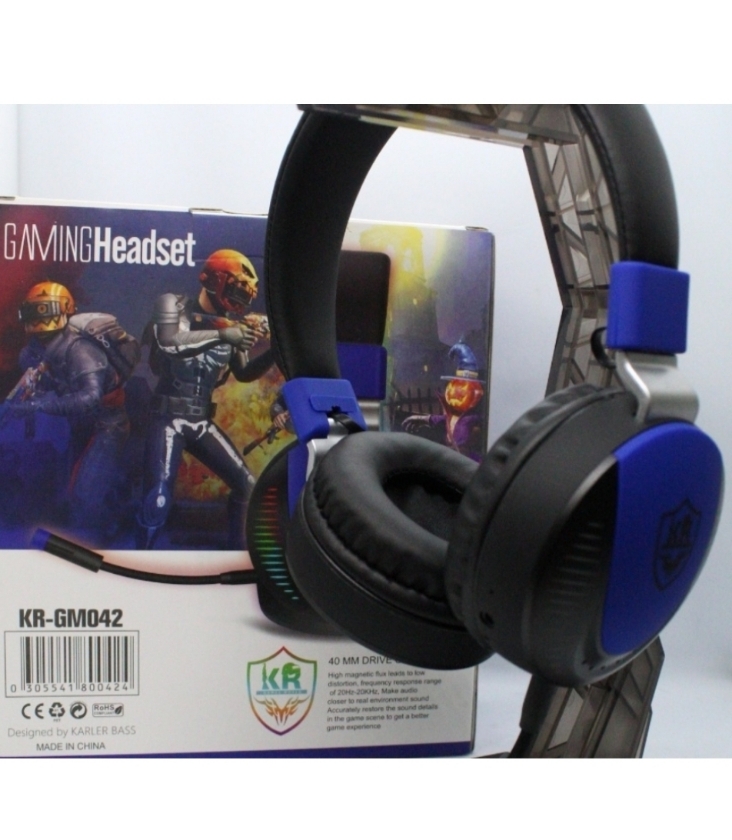 GAMINGHeadset
KR
KR-GM042
0 305541 800424
CE
RoHS
Designed by KARLER BASS
MADE IN CHINA
KR
40 MM DRIVE
High magnetic flux leads to low
distortion, frequency response range
of 20Hz-20KHz, Make audio
closer to real environment sound
Accurately restore the sound details
in the game scene to get a better
game experience